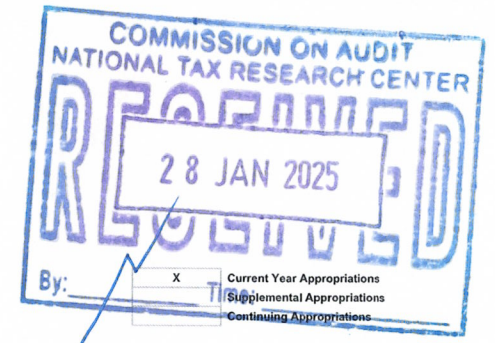 COMMISSION ON AUDIT
NATIONAL TAX RESEARCH CENTER
RECEIVED
28 JAN 2025
By:
Time:
X Current Year Appropriations
Supplemental Appropriations
Continuing Appropriations